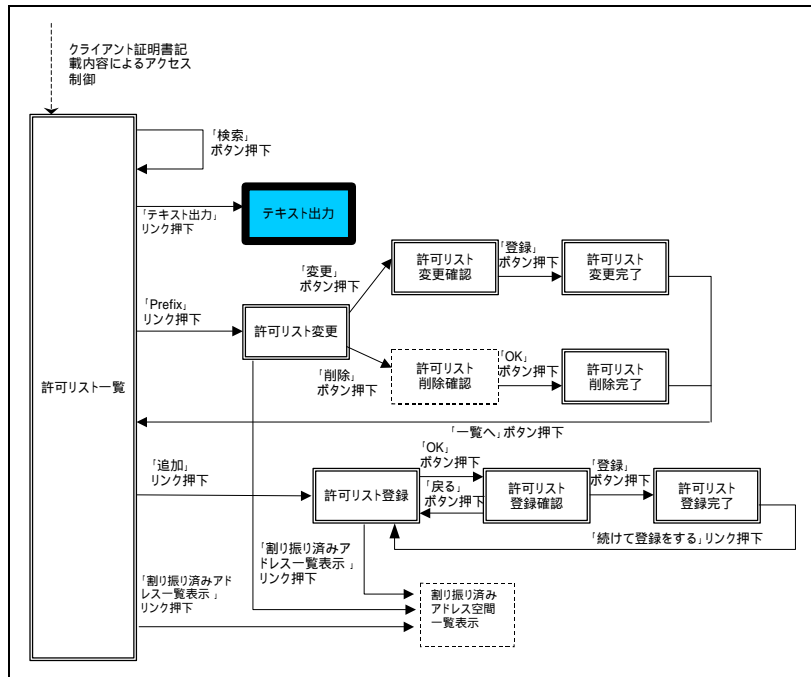 クライアント証明書記
載内容によるアクセス
制御
「検索」
ボタン押下
「テキスト出力」
リンク押下
テキスト出力
「変更」
ボタン押下
許可リスト
変更確認
「登録」
ボタン押下
許可リスト
変更完了
「Prefix」
リンク押下
許可リスト変更
「削除」
ボタン押下
許可リスト
削除確認
「OK」
ボタン押下
許可リスト
削除完了
許可リスト一覧
「一覧へ」ボタン押下
「追加」
リンク押下
許可リスト登録
「OK」
ボタン押下
「戻る」
ボタン押下
許可リスト
登録確認
「登録」
ボタン押下
許可リスト
登録完了
「続けて登録をする」リンク押下
「割り振り済みア
ドレス一覧表示」
リンク押下
「割り振り済みアド
レス一覧表示」
リンク押下
割り振り済み
アドレス空間
一覧表示